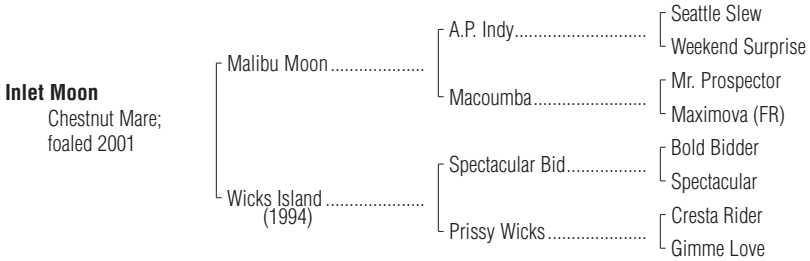 Inlet Moon
Chestnut Mare;
foaled 2001
Malibu Moon....................
Wicks Island.....................
(1994)
A.P. Indy............................
Macoumba........................
Spectacular Bid.................
Prissy Wicks.....................
Seattle Slew
Weekend Surprise
Mr. Prospector
Maximova (FR)
Bold Bidder
Spectacular
Cresta Rider
Gimme Love